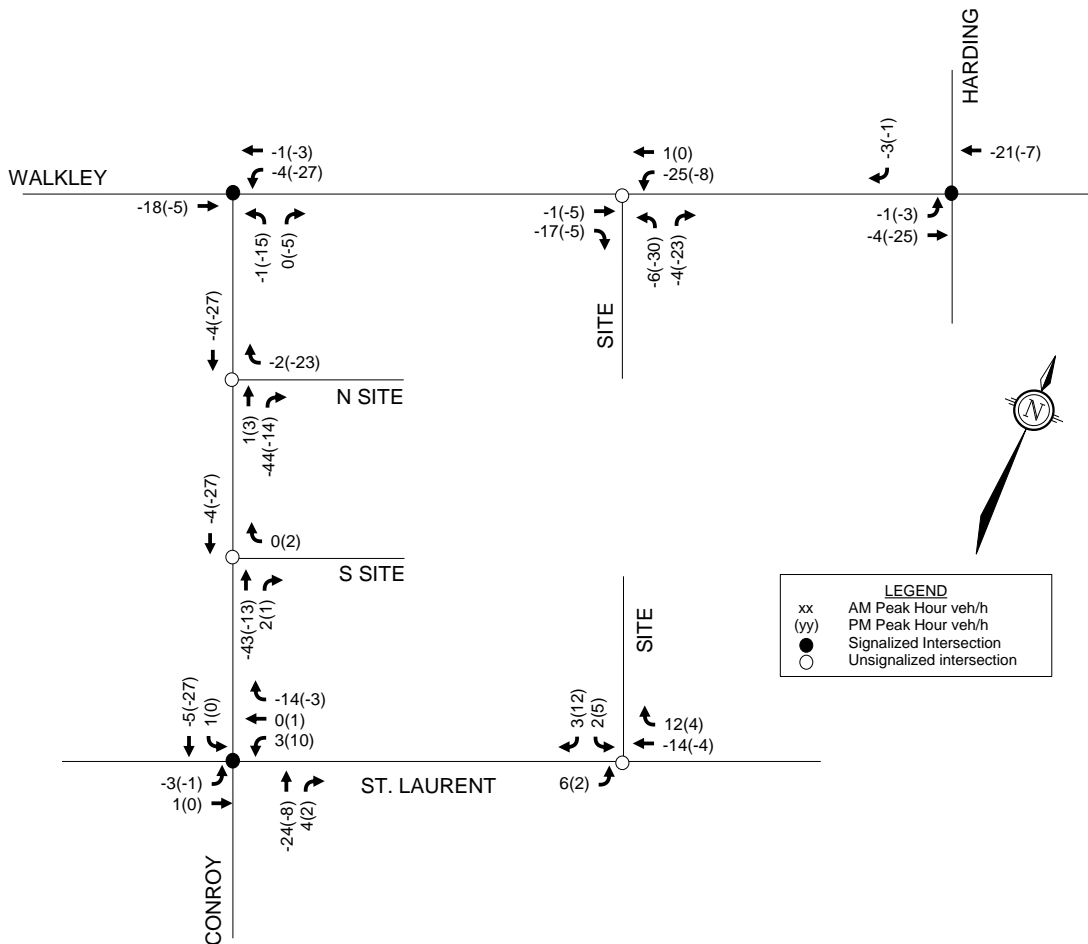 HARDING
-3(-1)
-1(-3)
-4(-27)
1(0)
-25(-8)
-21(-7)
WALKLEY
-18(-5)
-1(-5)
-17(-5)
-1(-3)
-4(-25)
-1(-15)
0(-5)
-6(-30)
-4(-23)
SITE
-4(-27)
-2(-23)
N SITE
1(3)
-44(-14)
N
-4(-27)
0(2)
S SITE
-43(-13)
2(1)
SITE
LEGEND
xx AM Peak Hour veh/h
(yy) PM Peak Hour veh/h
Signalized Intersection
Unsignalized intersection
-5(-27)
1(0)
-14(-3)
0(1)
3(10)
3(12)
2(5)
12(4)
-14(-4)
-3(-1)
1(0)
ST. LAURENT
6(2)
-24(-8)
4(2)
CONROY